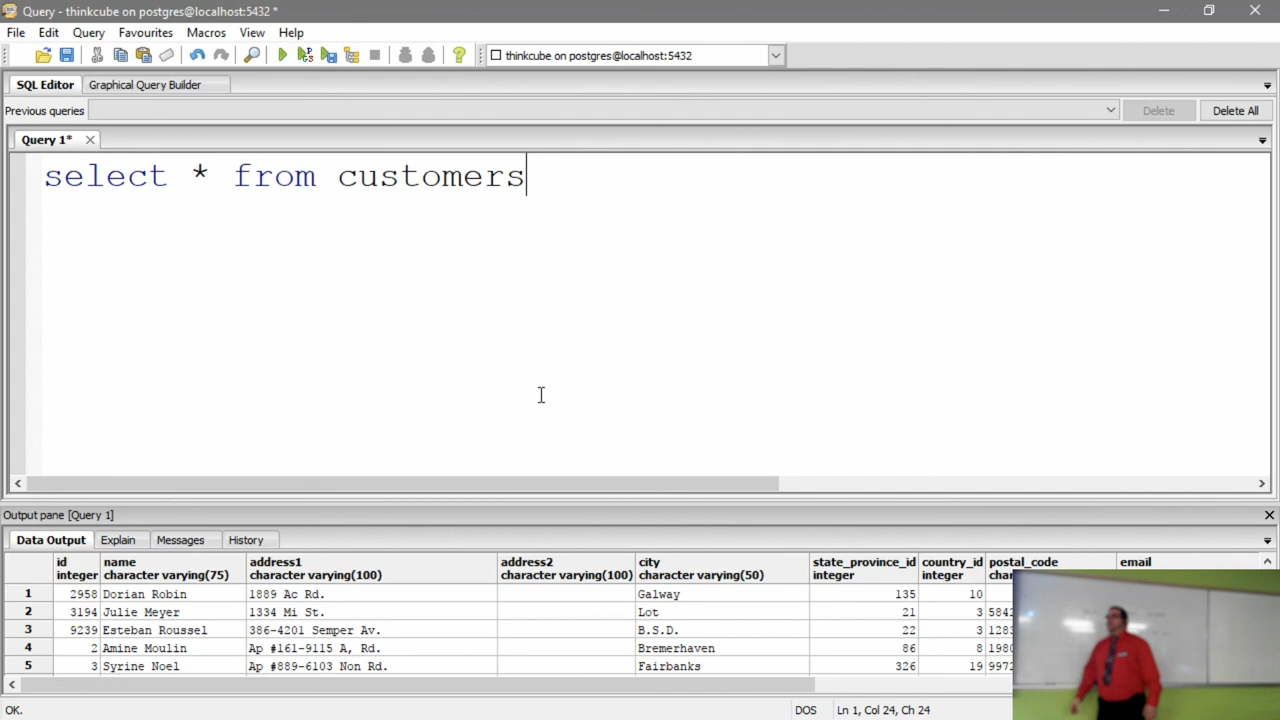 Query - thinkcube on postgres@localhost:5432 *
File Edit Query Favourites Macros View Help
thinkcube on postgres@localhost:5432
SQL Editor Graphical Query Builder
Previous queries Delete Delete All
Query 1*
select * from customers
Output pane [Query 1]
Data Output Explain Messages History
id name address1 address2 city state_province_id country_id postal_code email
integer character varying(75) character varying(100) character varying(100) character varying(50) integer integer
1 2958 Dorian Robin 1889 Ac Rd. Galway 135 10
2 3194 Julie Meyer 1334 Mi St. Lot 21 3 5842
3 9239 Esteban Roussel 386-4201 Semper Av. B.S.D. 22 3 1283
4 2 Amine Moulin Ap #161-9115 A, Rd. Bremerhaven 86 8 1980
5 3 Syrine Noel Ap #889-6103 Non Rd. Fairbanks 326 19 9972
OK. DOS Ln 1, Col 24, Ch 24